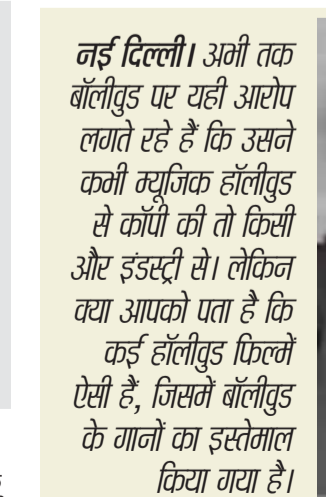 नई दिल्ली। अभी तक
बॉलीवुड पर यही आरोप
लगते रहे हैं कि उसने
कभी म्यूजिक हॉलीवुड
से कॉपी की तो किसी
और इंडस्ट्री से। लेकिन
क्या आपको पता है कि
कई हॉलीवुड फिल्में
ऐसी हैं, जिसमें बॉलीवुड
के गानों का इस्तेमाल
किया गया है।